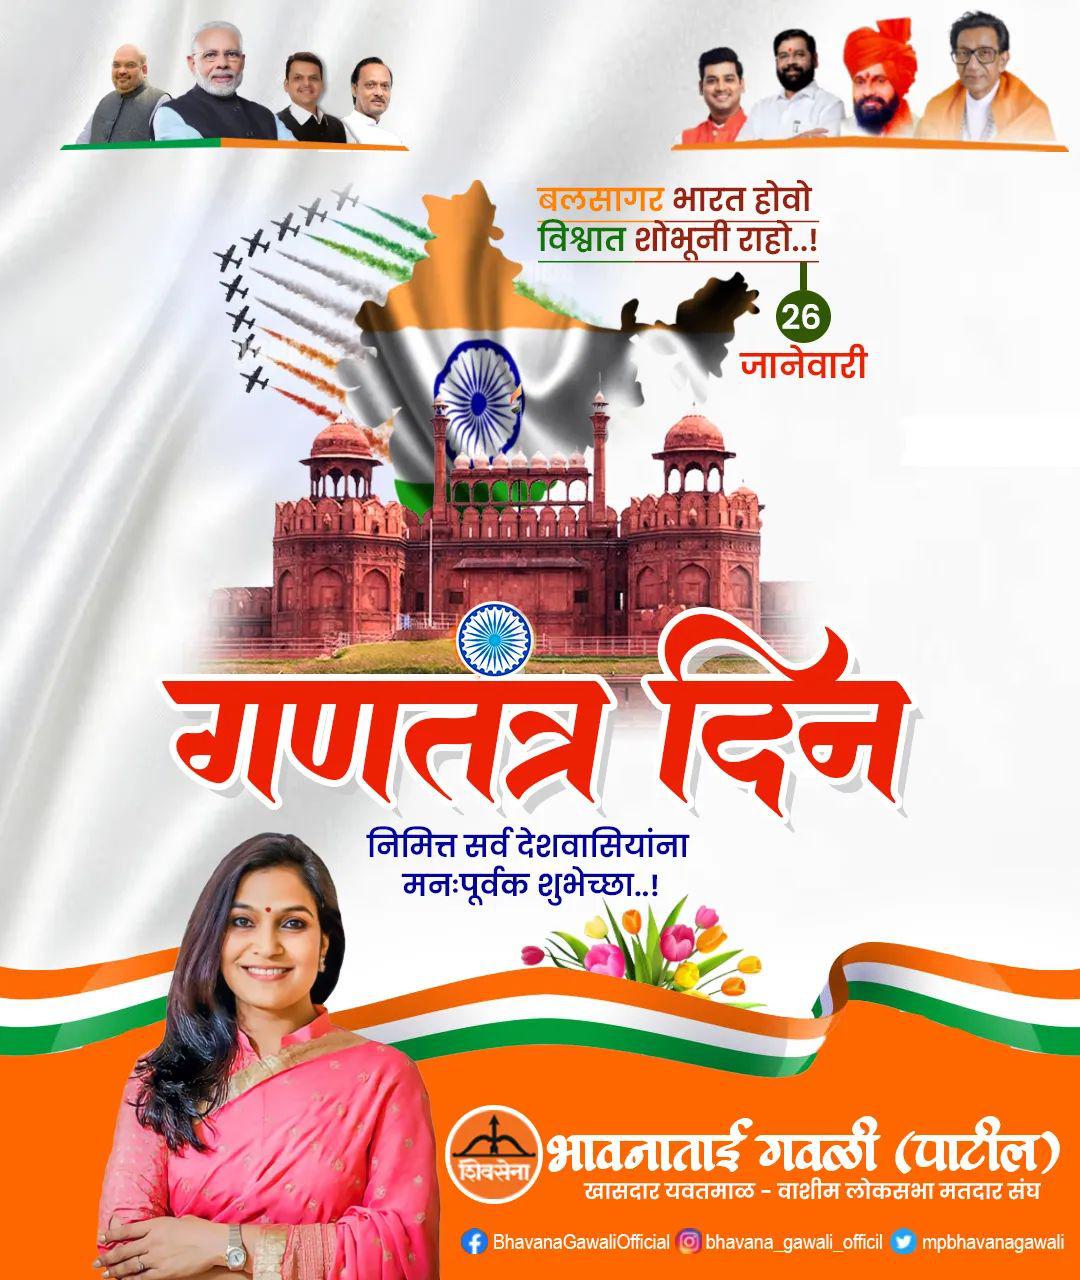 बलसागर भारत होवो
विश्वात शोभूनी राहो..!
26
जानेवारी
गणतंत्र दिन
निमित्त सर्व देशवासियांना
मनःपूर्वक शुभेच्छा..!
शिवसेना
भावनाताई गवळी (पाटील)
खासदार यवतमाळ - वाशीम लोकसभा मतदार संघ
BhavanaGawaliOfficial bhavana_gawali_officil mpbhavanagawali